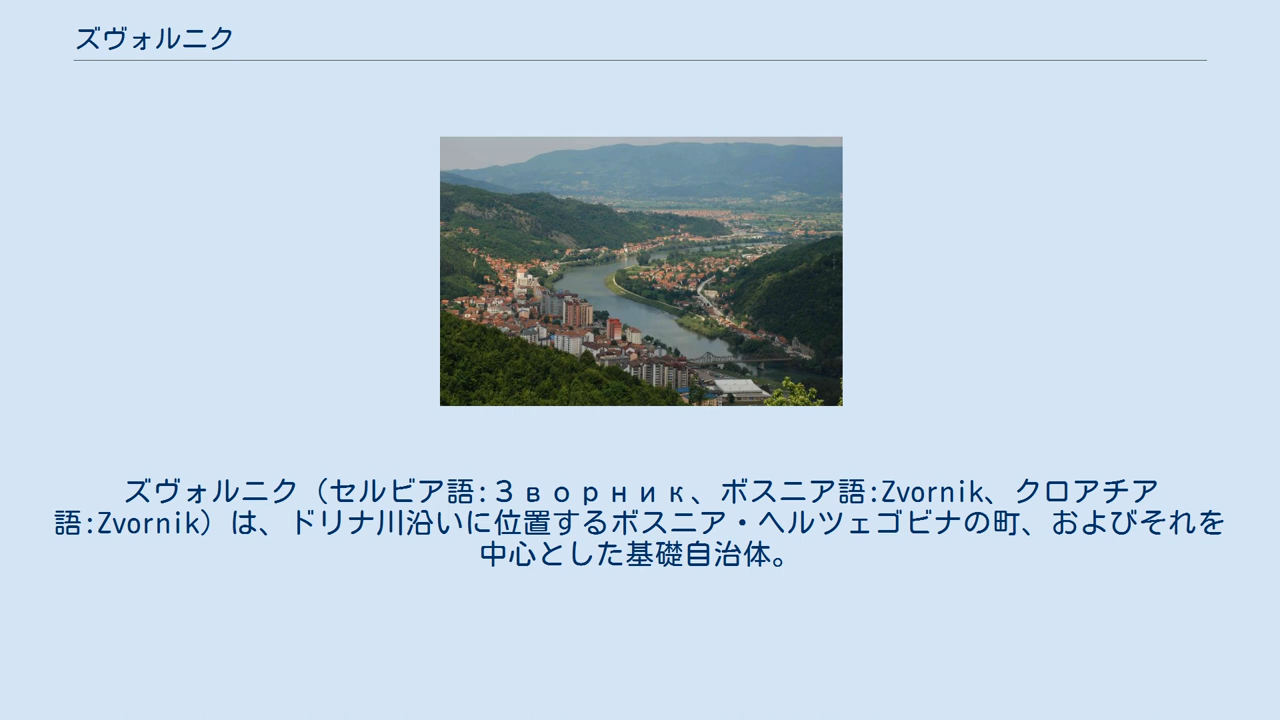 ズヴォルニク
ズヴォルニク（セルビア語:Зворник、ボスニア語:Zvornik、クロアチア
語:Zvornik）は、ドリナ川沿いに位置するボスニア・ヘルツェゴビナの町、およびそれを
中心とした基礎自治体。